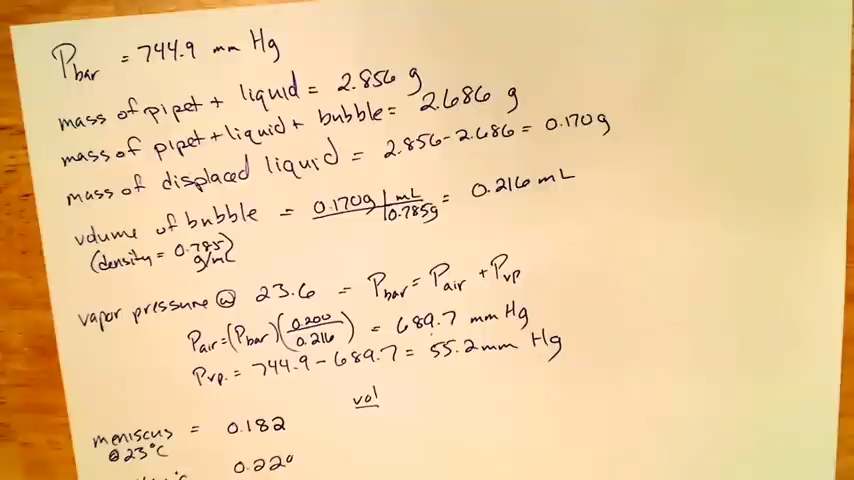 Pbar = 744.9 mm Hg
mass of pipet + liquid = 2.856 g
mass of pipet + liquid + bubble = 2.686 g
mass of displaced liquid = 2.856 - 2.686 = 0.170 g
volume of bubble = 0.170g | mL / 0.785g = 0.216 mL
(density = 0.785 g/mL)
vapor pressure @ 23.6 = Pbar = Pair + Pvp
Pair = (Pbar)(0.200/0.216) = 689.7 mm Hg
Pvp. = 744.9 - 689.7 = 55.2 mm Hg
vol
meniscus = 0.182
@ 23°C
0.220